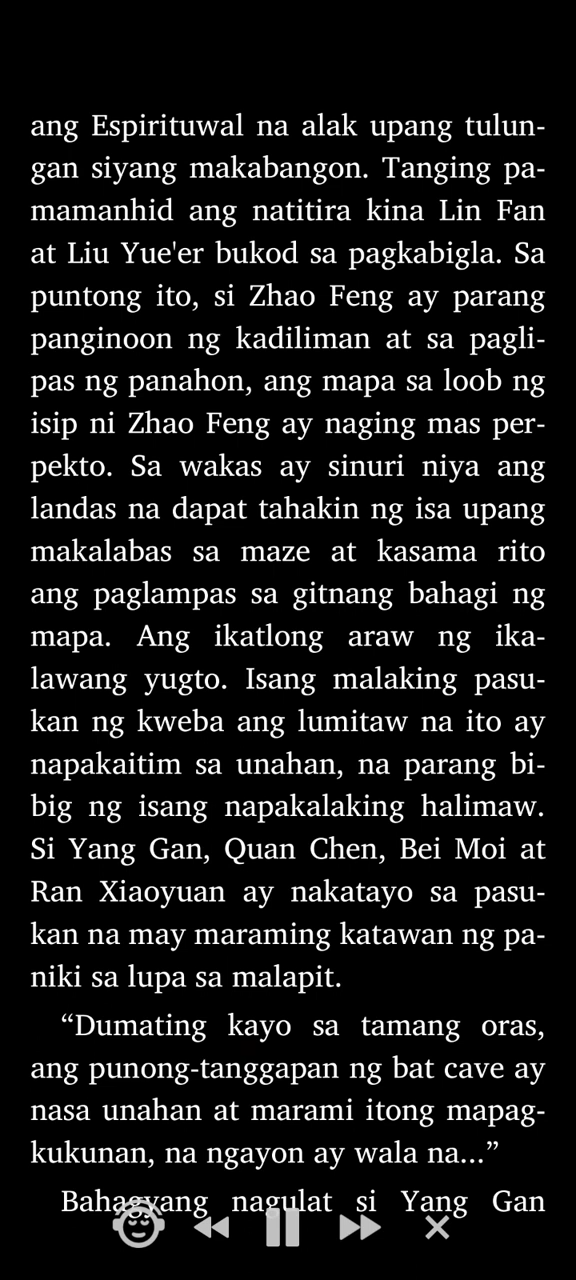 ang Espirituwal na alak upang tulun-
gan siyang makabangon. Tanging pa-
mamanhid ang natitira kina Lin Fan
at Liu Yue'er bukod sa pagkabigla. Sa
puntong ito, si Zhao Feng ay parang
panginoon ng kadiliman at sa pagli-
pas ng panahon, ang mapa sa loob ng
isip ni Zhao Feng ay naging mas per-
pekto. Sa wakas ay sinuri niya ang
landas na dapat tahakin ng isa upang
makalabas sa maze at kasama rito
ang paglampas sa gitnang bahagi ng
mapa. Ang ikatlong araw ng ika-
lawang yugto. Isang malaking pasu-
kan ng kweba ang lumitaw na ito ay
napakaitim sa unahan, na parang bi-
big ng isang napakalaking halimaw.
Si Yang Gan, Quan Chen, Bei Moi at
Ran Xiaoyuan ay nakatayo sa pasu-
kan na may maraming katawan ng pa-
niki sa lupa sa malapit.
“Dumating kayo sa tamang oras,
ang punong-tanggapan ng bat cave ay
nasa unahan at marami itong mapag-
kukunan, na ngayon ay wala na...”
Bahagyang nagulat si Yang Gan